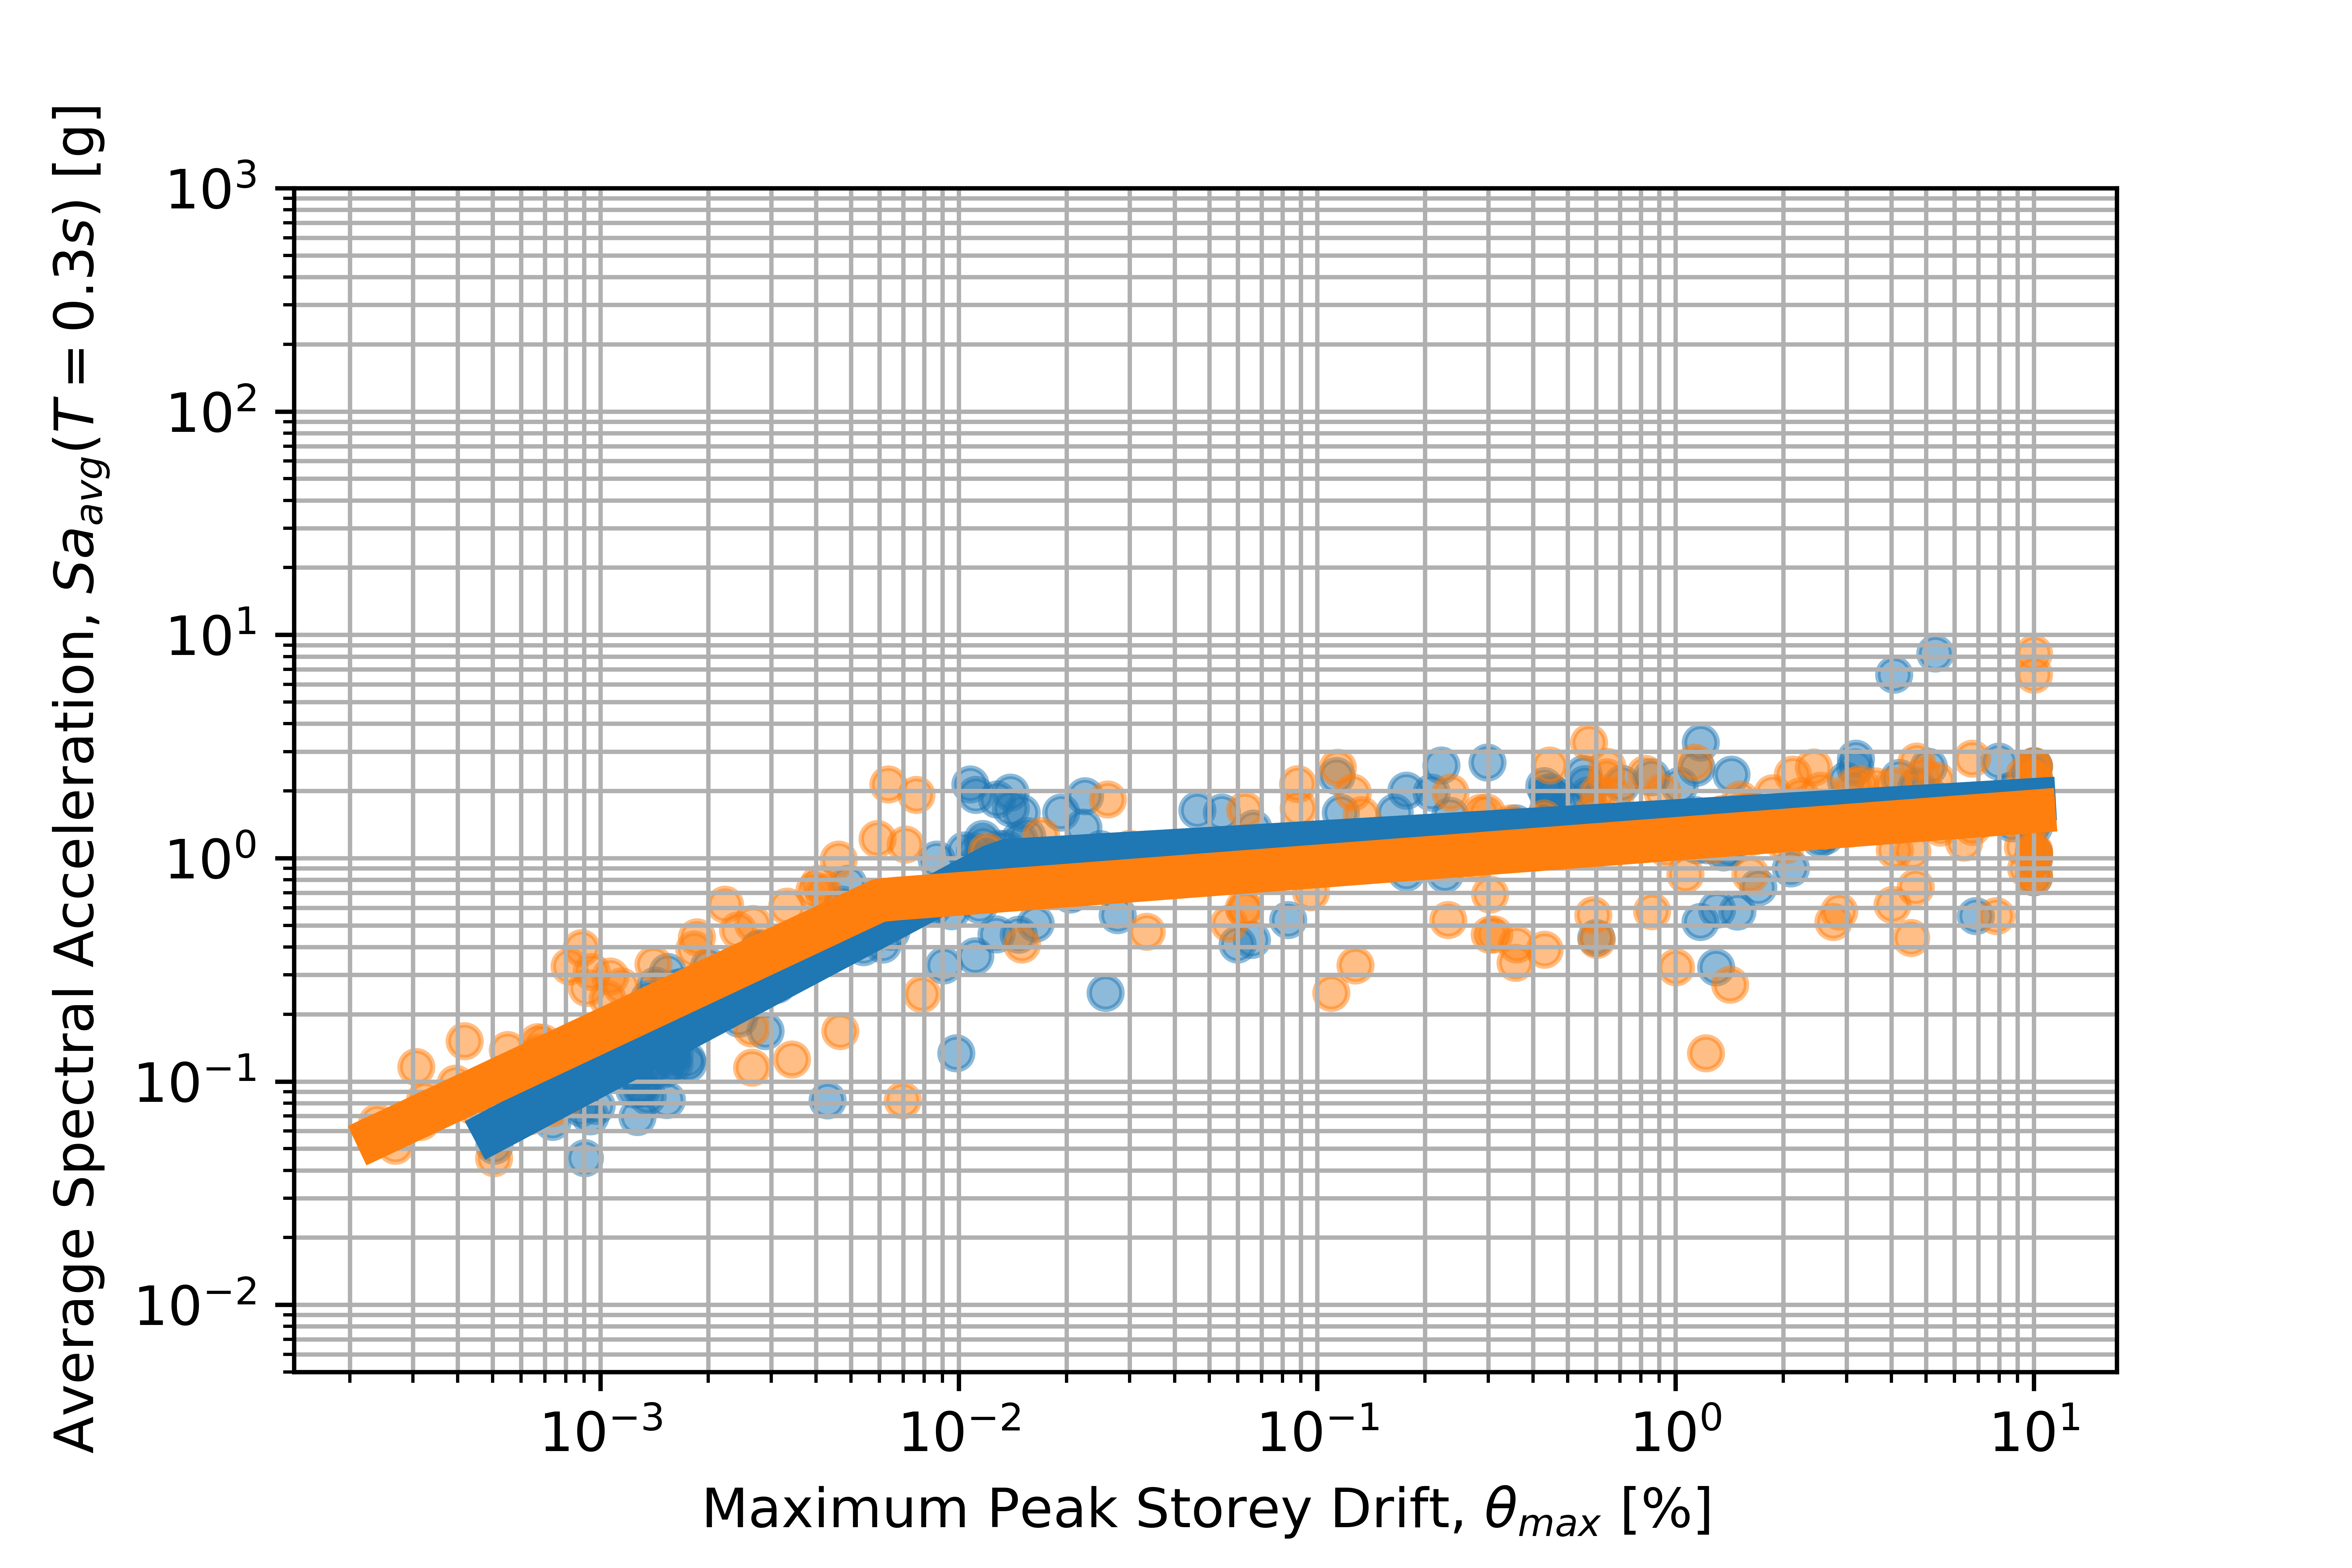 Average Spectral Acceleration, Sa_avg(T = 0.3s) [g]
10^3
10^2
10^1
10^0
10^−1
10^−2
10^−3 10^−2 10^−1 10^0 10^1
Maximum Peak Storey Drift, θ_max [%]